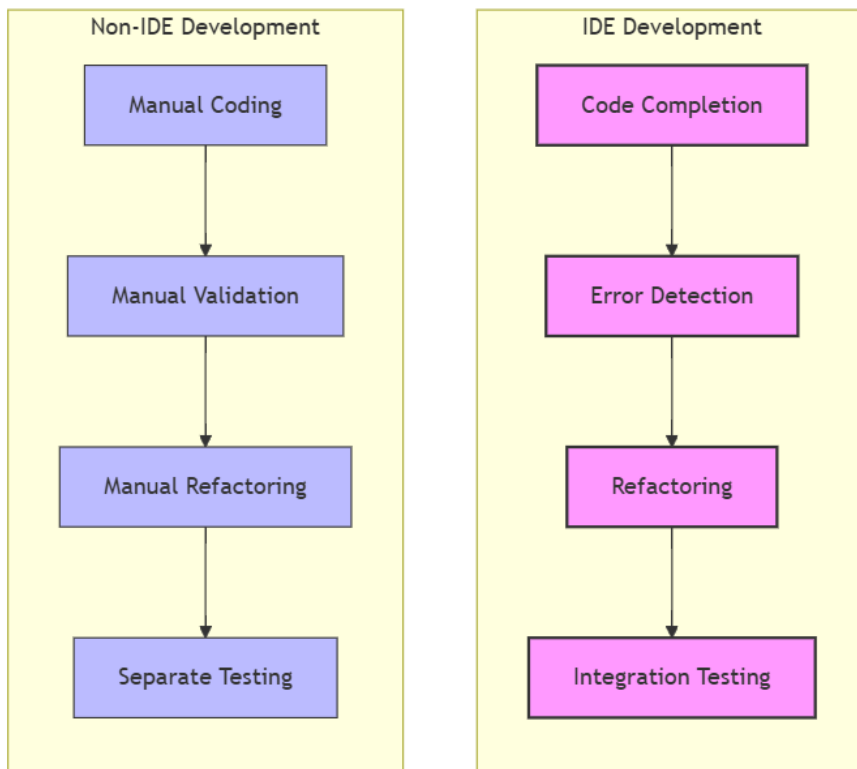 Non-IDE Development
Manual Coding
Manual Validation
Manual Refactoring
Separate Testing
IDE Development
Code Completion
Error Detection
Refactoring
Integration Testing